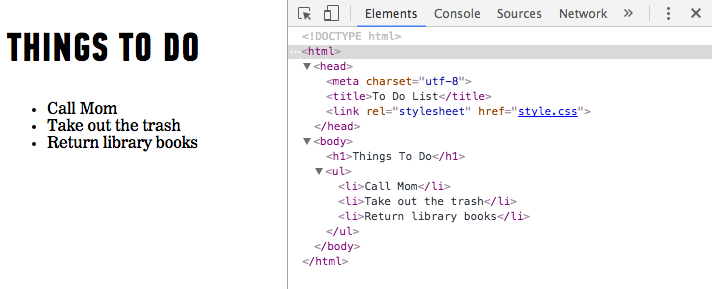 THINGS TO DO
• Call Mom
• Take out the trash
• Return library books
Elements Console Sources Network »
<!DOCTYPE html>
...<html>
▼<head>
<meta charset="utf-8">
<title>To Do List</title>
<link rel="stylesheet" href="style.css">
</head>
▼<body>
<h1>Things To Do</h1>
▼<ul>
<li>Call Mom</li>
<li>Take out the trash</li>
<li>Return library books</li>
</ul>
</body>
</html>